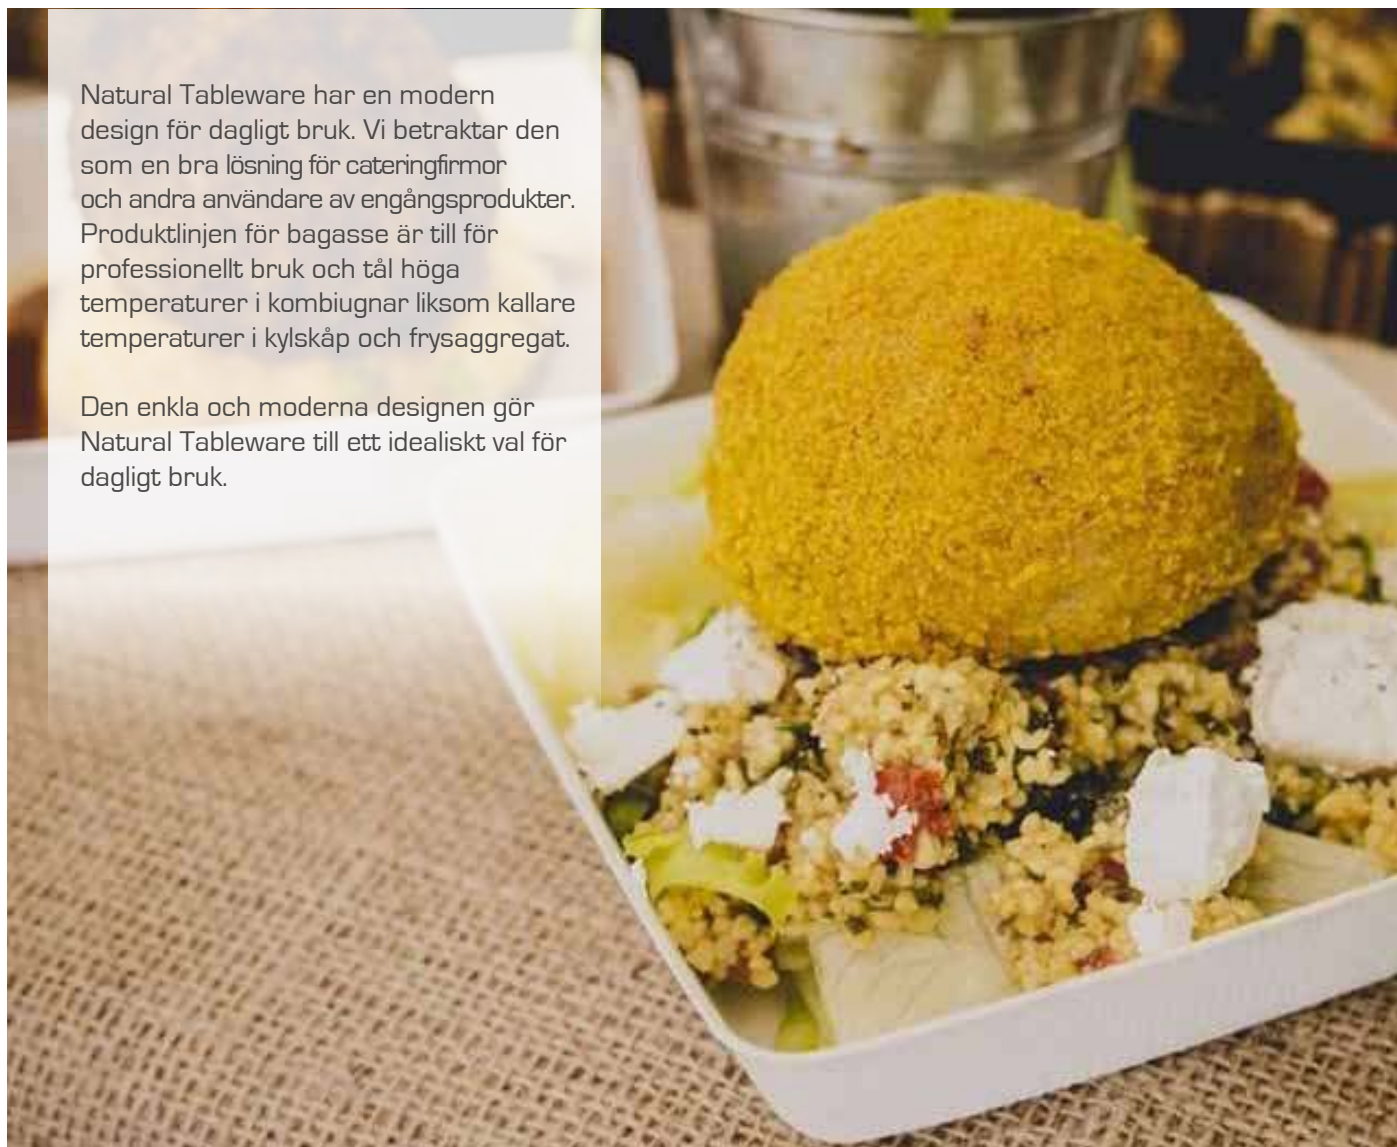 Natural Tableware har en modern
design för dagligt bruk. Vi betraktar den
som en bra lösning för cateringfirmor
och andra användare av engångsprodukter.
Produktlinjen för bagasse är till för
professionellt bruk och tål höga
temperaturer i kombiugnar liksom kallare
temperaturer i kylskåp och frysaggregat.
Den enkla och moderna designen gör
Natural Tableware till ett idealiskt val för
dagligt bruk.